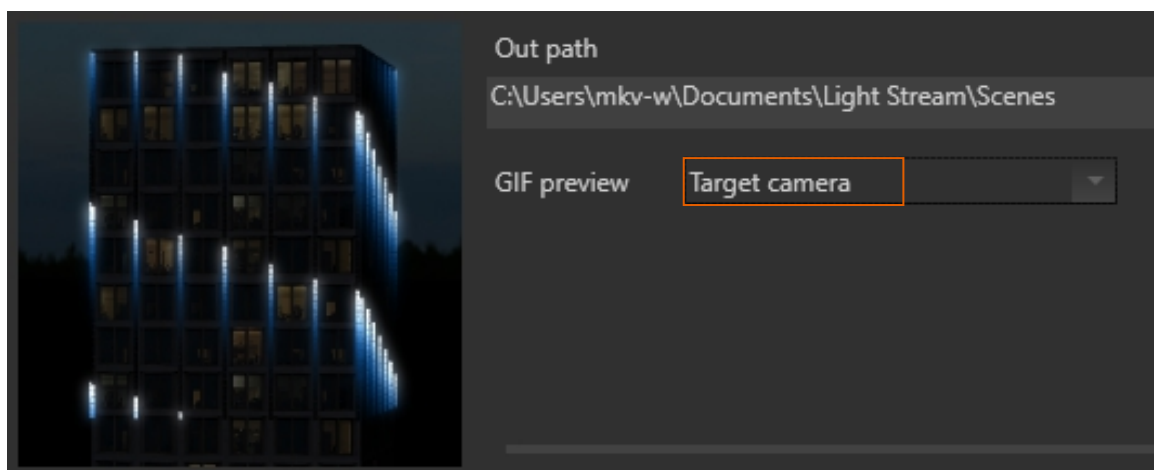 Out path
C:\Users\mkv-w\Documents\Light Stream\Scenes
GIF preview
Target camera